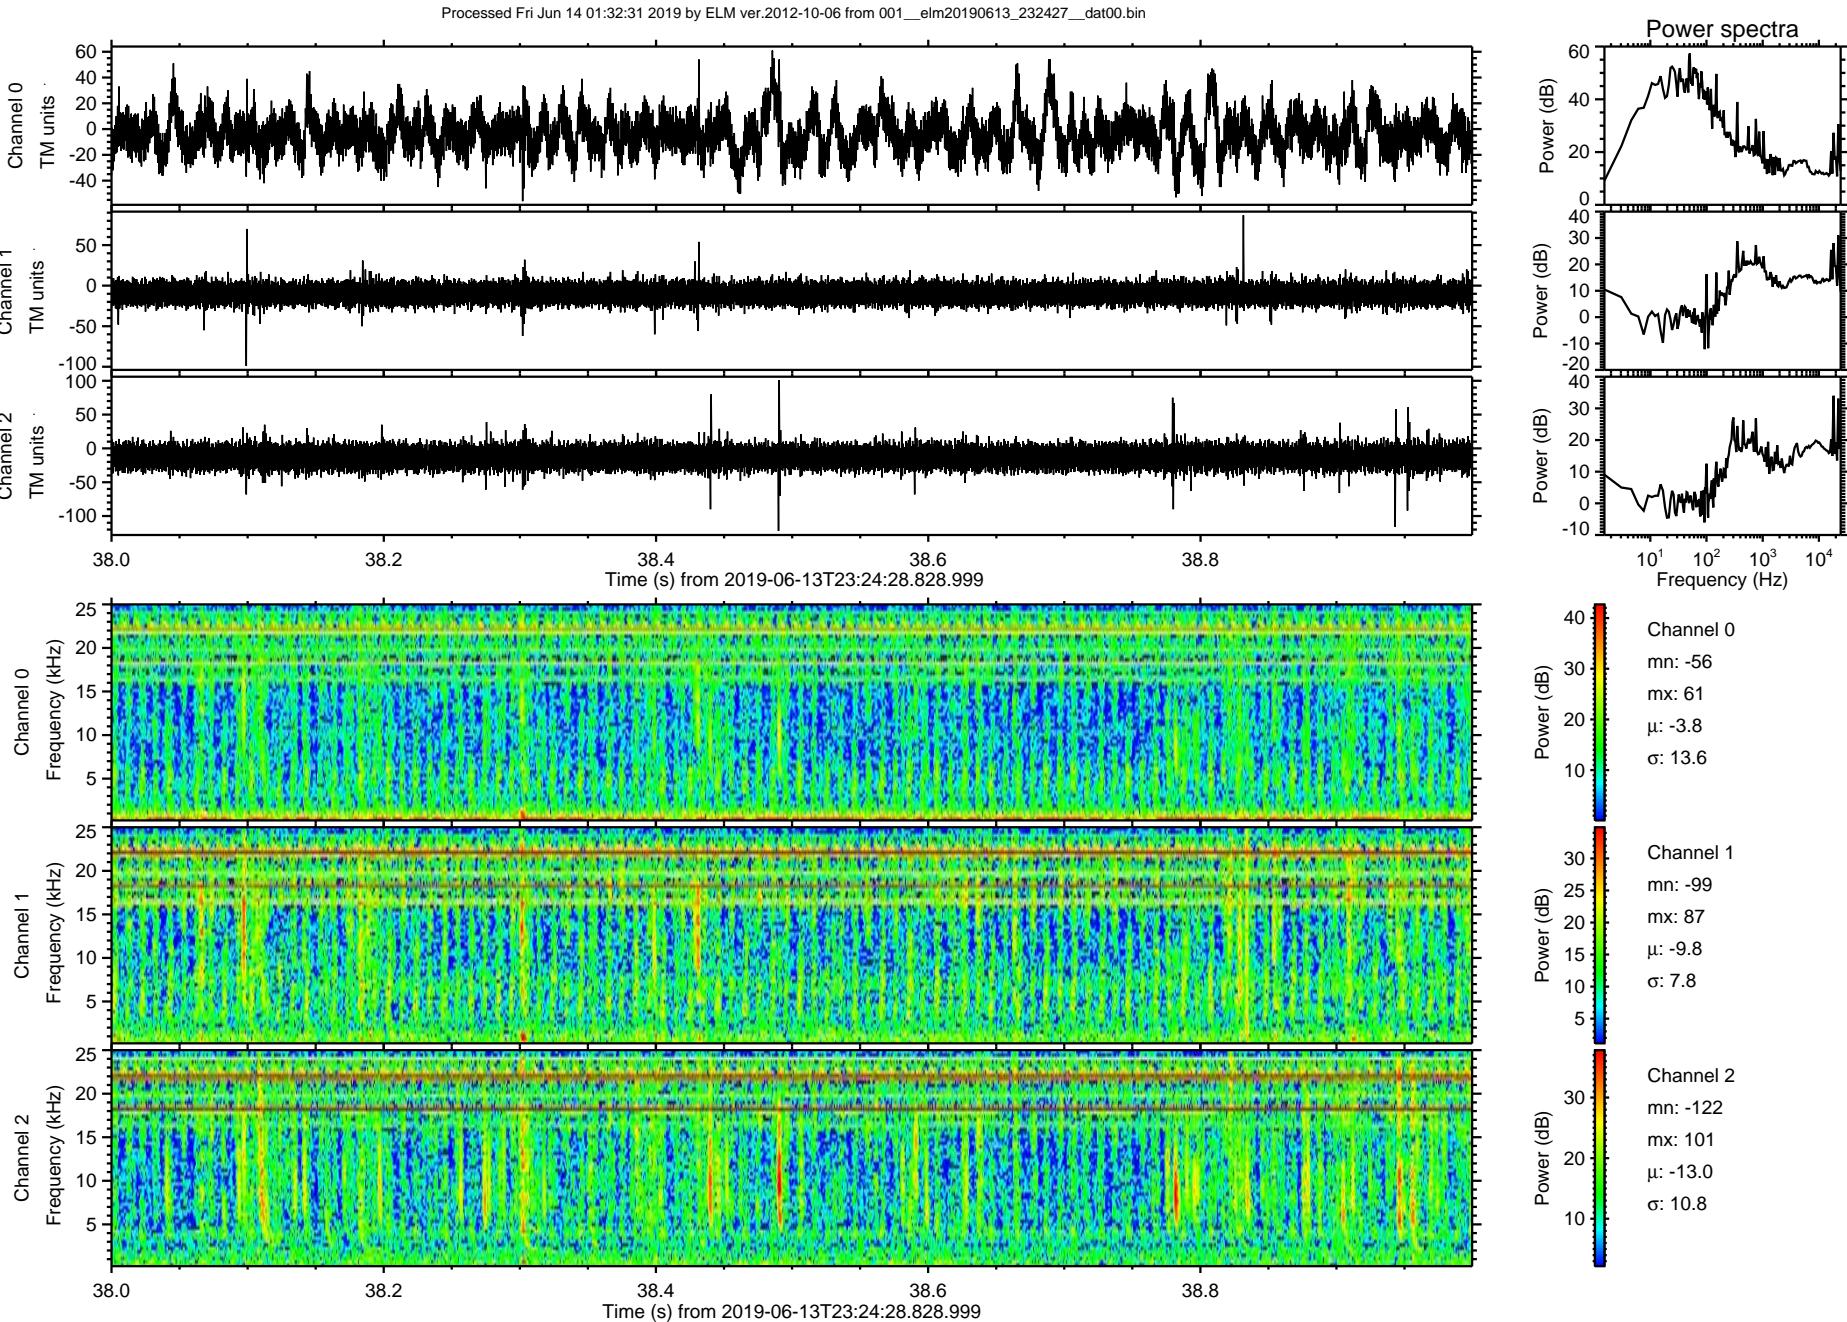 Processed Fri Jun 14 01:32:31 2019 by ELM ver.2012-10-06 from 001__elm20190613_232427__dat00.bin
Power spectra
Channel 0
TM units
60
40
20
0
-20
-40
Power (dB)
60
40
20
0
Channel 1
TM units
50
0
-50
-100
Power (dB)
40
30
20
10
0
-10
-20
Channel 2
TM units
100
50
0
-50
-100
Power (dB)
40
30
20
10
0
-10
38.0 38.2 38.4 38.6 38.8
Time (s) from 2019-06-13T23:24:28.828.999
10¹ 10² 10³ 10⁴
Frequency (Hz)
Channel 0
Frequency (kHz)
25
20
15
10
5
Power (dB)
40
30
20
10
Channel 0
mn: -56
mx: 61
μ: -3.8
σ: 13.6
Channel 1
Frequency (kHz)
25
20
15
10
5
Power (dB)
30
25
20
15
10
5
Channel 1
mn: -99
mx: 87
μ: -9.8
σ: 7.8
Channel 2
Frequency (kHz)
25
20
15
10
5
Power (dB)
30
20
10
Channel 2
mn: -122
mx: 101
μ: -13.0
σ: 10.8
38.0 38.2 38.4 38.6 38.8
Time (s) from 2019-06-13T23:24:28.828.999